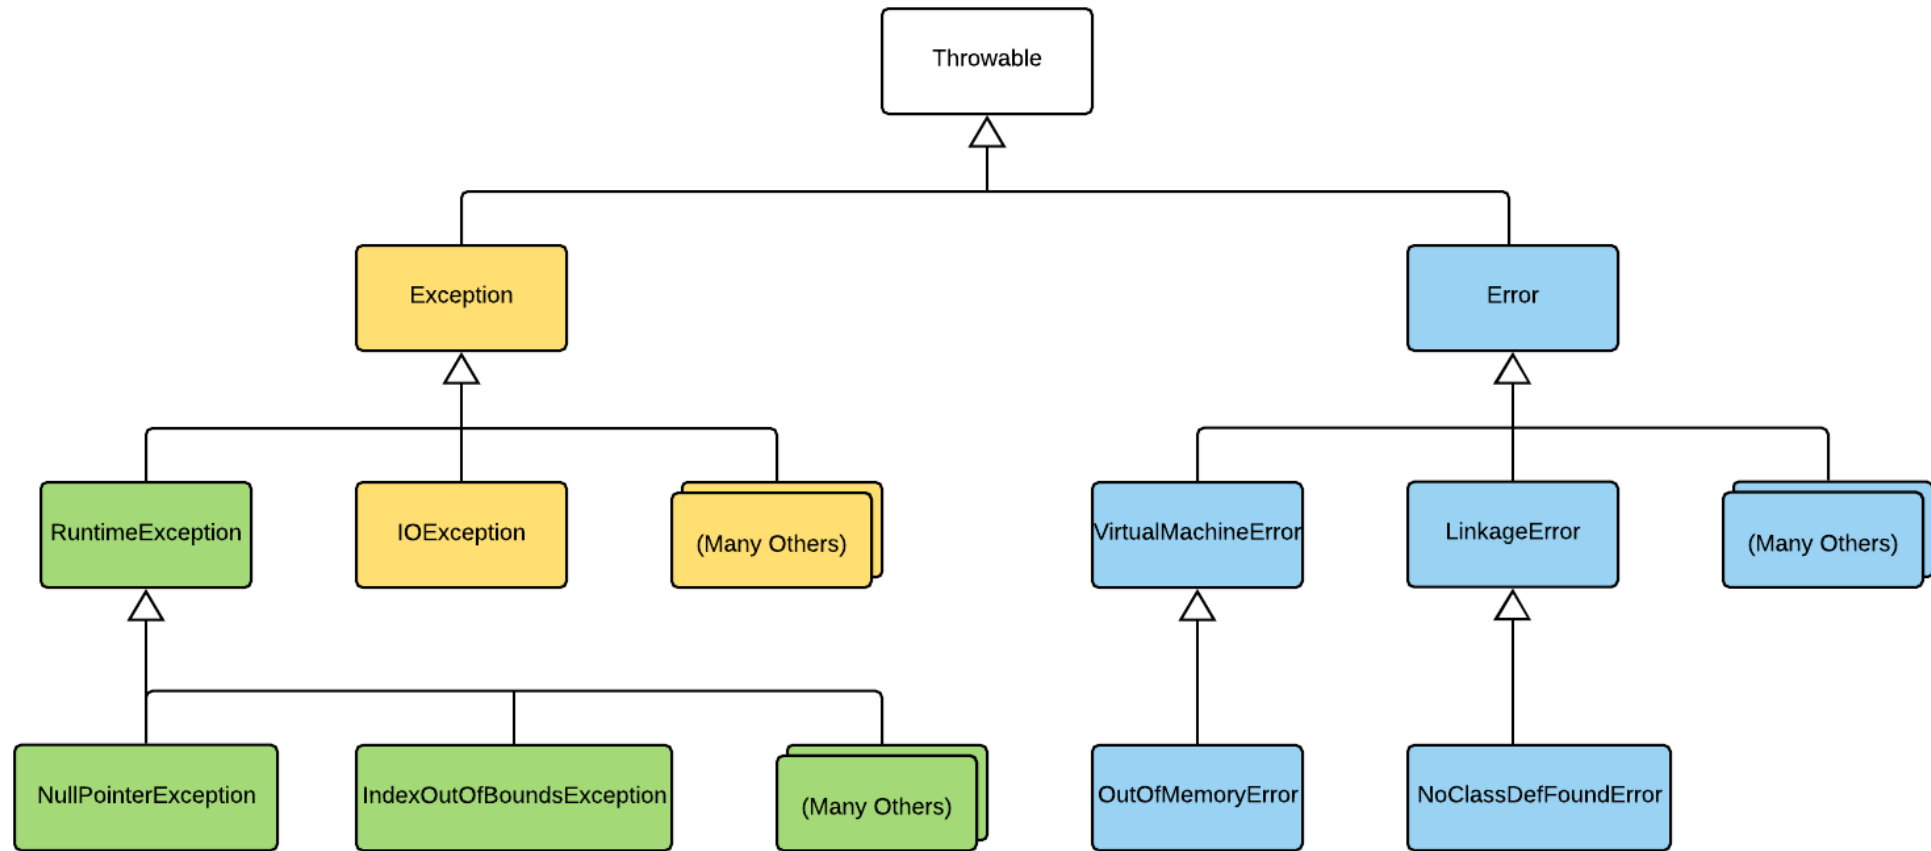 Throwable
Exception
Error
RuntimeException
IOException
(Many Others)
VirtualMachineError
LinkageError
(Many Others)
NullPointerException
IndexOutOfBoundsException
(Many Others)
OutOfMemoryError
NoClassDefFoundError